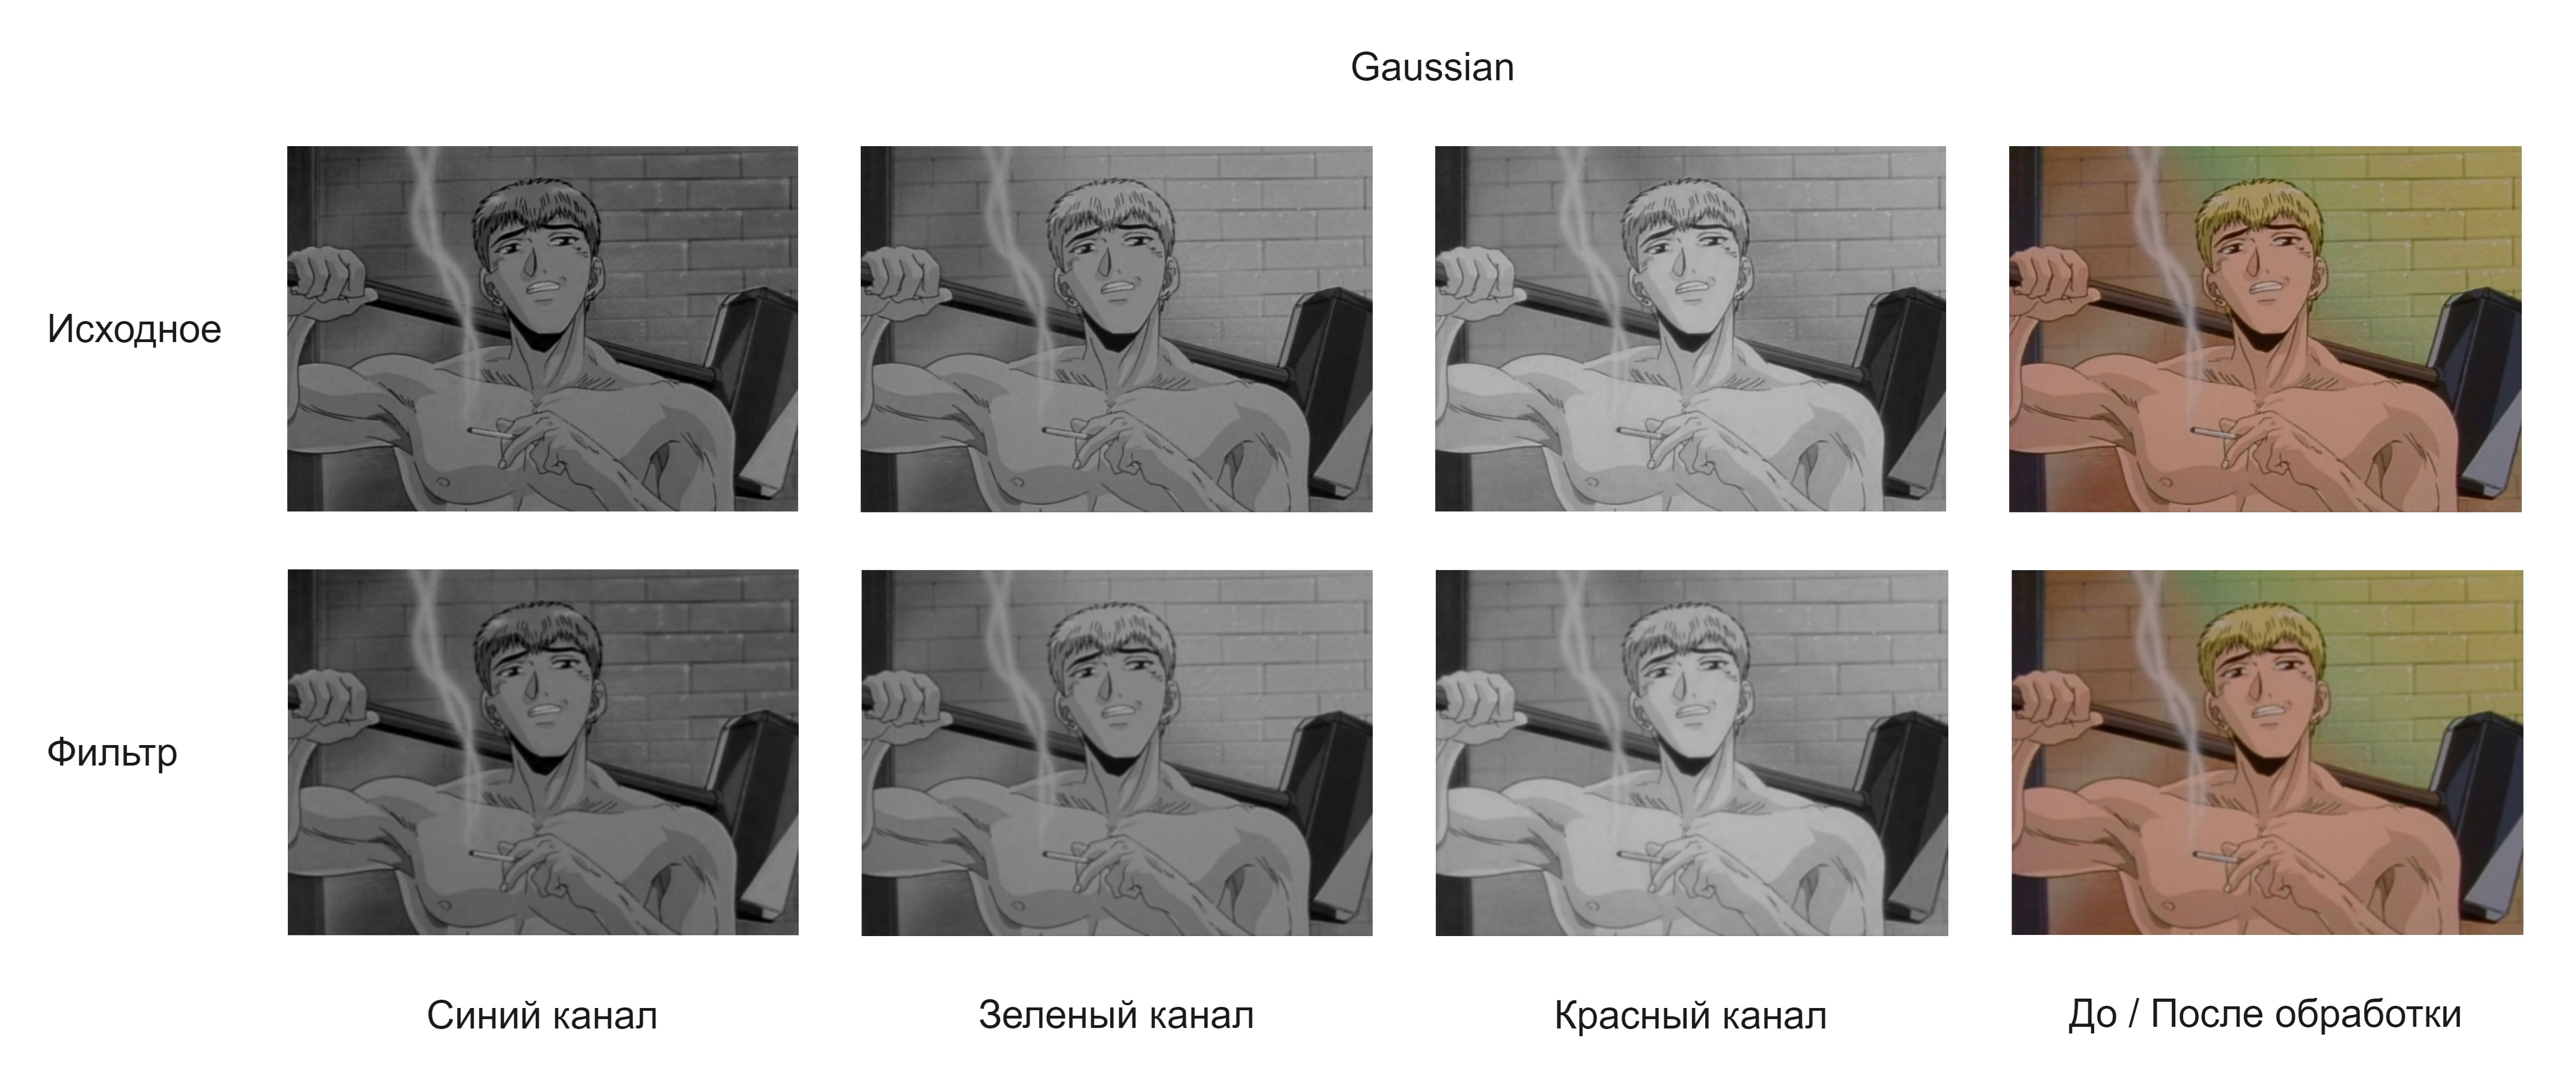 Gaussian
Исходное
Фильтр
Синий канал
Зеленый канал
Красный канал
До / После обработки